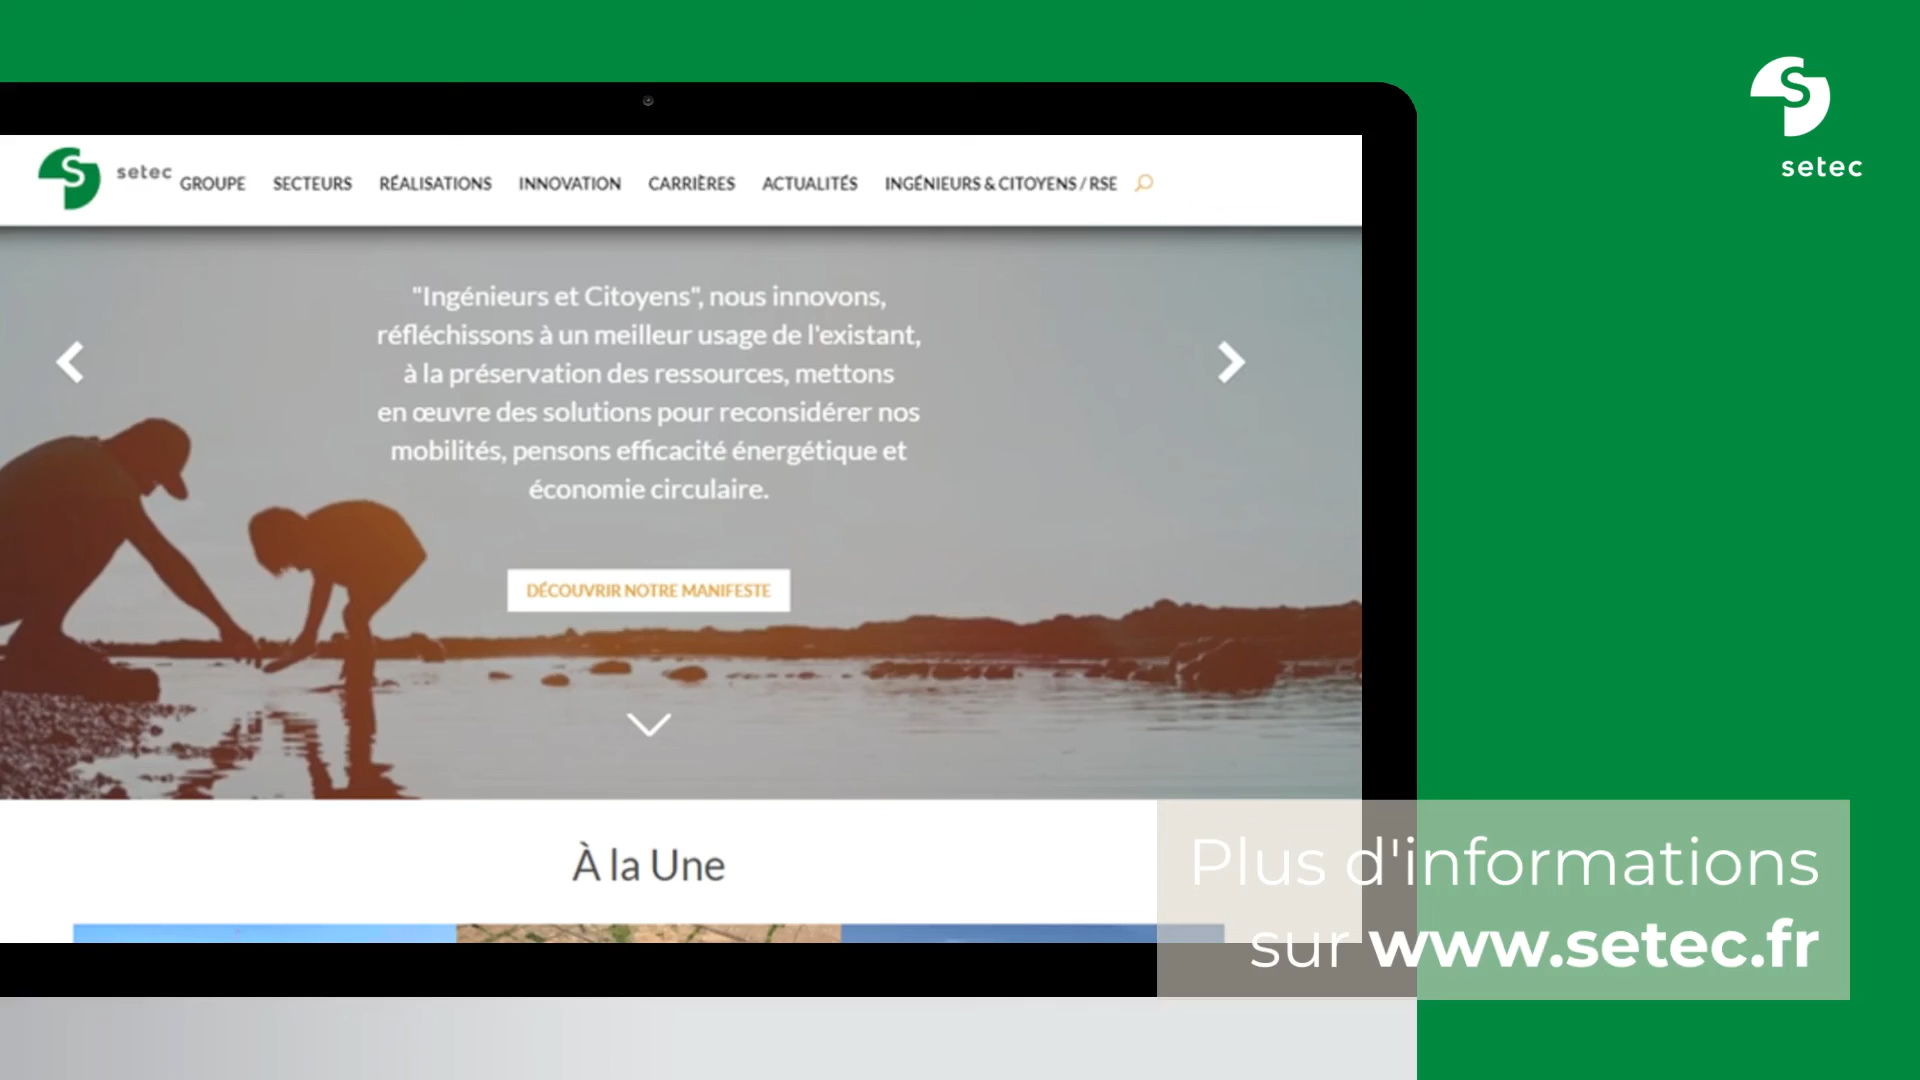 setec
setec GROUPE SECTEURS RÉALISATIONS INNOVATION CARRIÈRES ACTUALITÉS INGÉNIEURS & CITOYENS / RSE
"Ingénieurs et Citoyens", nous innovons,
réfléchissons à un meilleur usage de l'existant,
à la préservation des ressources, mettons
en œuvre des solutions pour reconsidérer nos
mobilités, pensons efficacité énergétique et
économie circulaire.
DÉCOUVRIR NOTRE MANIFESTE
À la Une
Plus d'informations
sur www.setec.fr